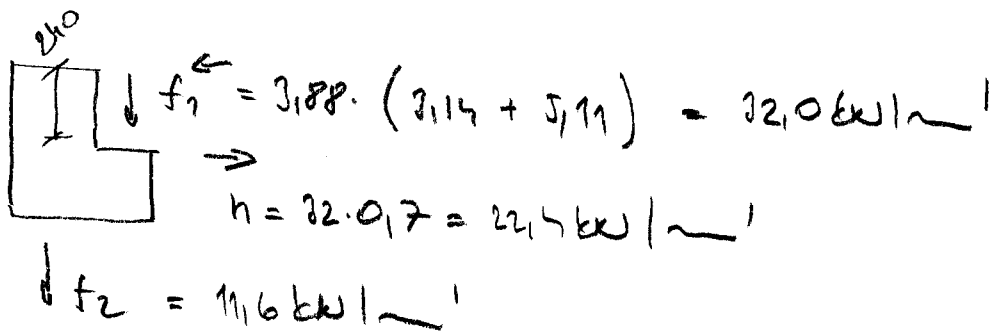 240
f₁ = 3,88 · (3,14 + 5,11) = 32,0 kN/m'
h = 32 · 0,7 = 22,4 kN/m'
f₂ = 11,6 kN/m'